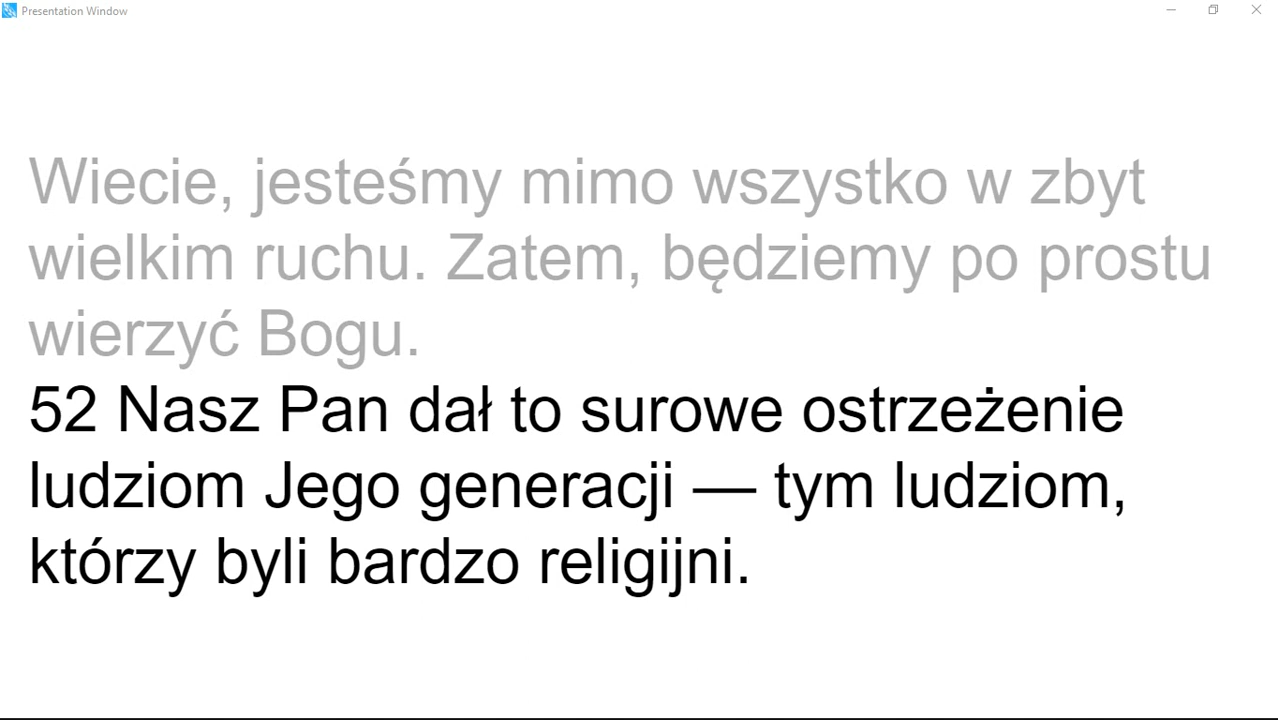 Presentation Window
Wiecie, jesteśmy mimo wszystko w zbyt
wielkim ruchu. Zatem, będziemy po prostu
wierzyć Bogu.
52 Nasz Pan dał to surowe ostrzeżenie
ludziom Jego generacji — tym ludziom,
którzy byli bardzo religijni.